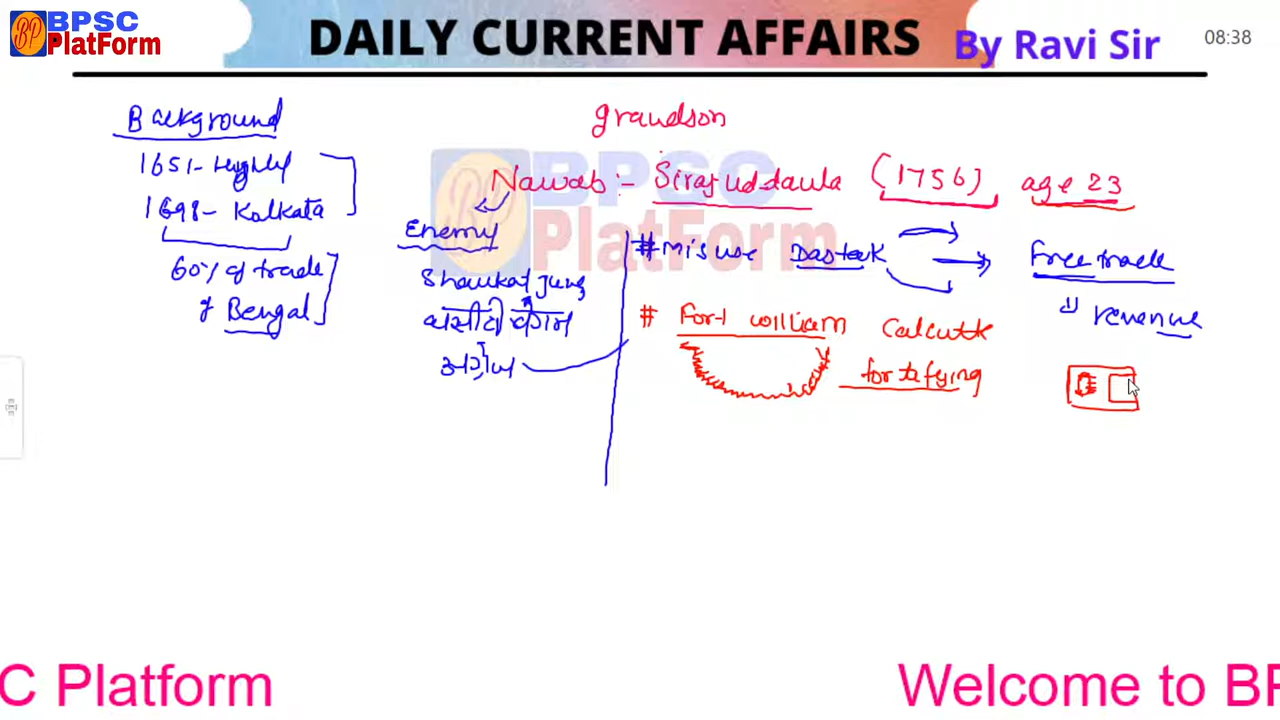 BPSC
PlatForm
DAILY CURRENT AFFAIRS
By Ravi Sir
08:38
Background
1651- Hughly
1698- Kolkata
60% of trade
of Bengal
grandson
Nawab :- Sirajuddaula (1756) age 23
Enemy
Shaukat Jung
घसीटी बेगम
अंग्रेज
# Misuse Dastak
Free trade
revenue
# Fort william Calcutta
fortifying
BPSC
PlatForm
C Platform
Welcome to BP